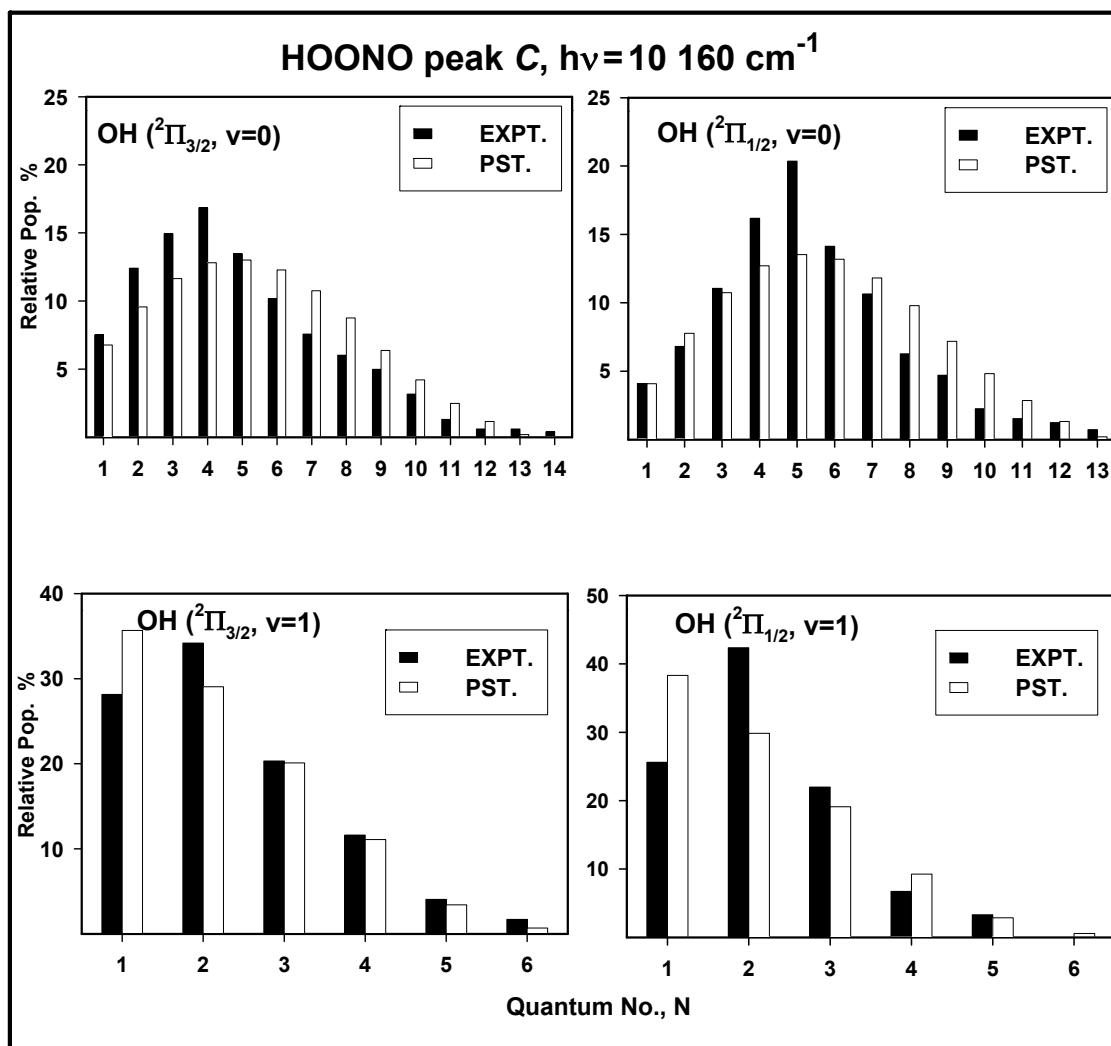 HOONO peak C, hν = 10 160 cm⁻¹
25
20
15
10
5
Relative Pop. %
OH (²Π₃/₂, v=0)
EXPT.
PST.
1 2 3 4 5 6 7 8 9 10 11 12 13 14
25
20
15
10
5
OH (²Π₁/₂, v=0)
EXPT.
PST.
1 2 3 4 5 6 7 8 9 10 11 12 13
40
30
20
10
Relative Pop. %
OH (²Π₃/₂, v=1)
EXPT.
PST.
1 2 3 4 5 6
50
40
30
20
10
OH (²Π₁/₂, v=1)
EXPT.
PST.
1 2 3 4 5 6
Quantum No., N